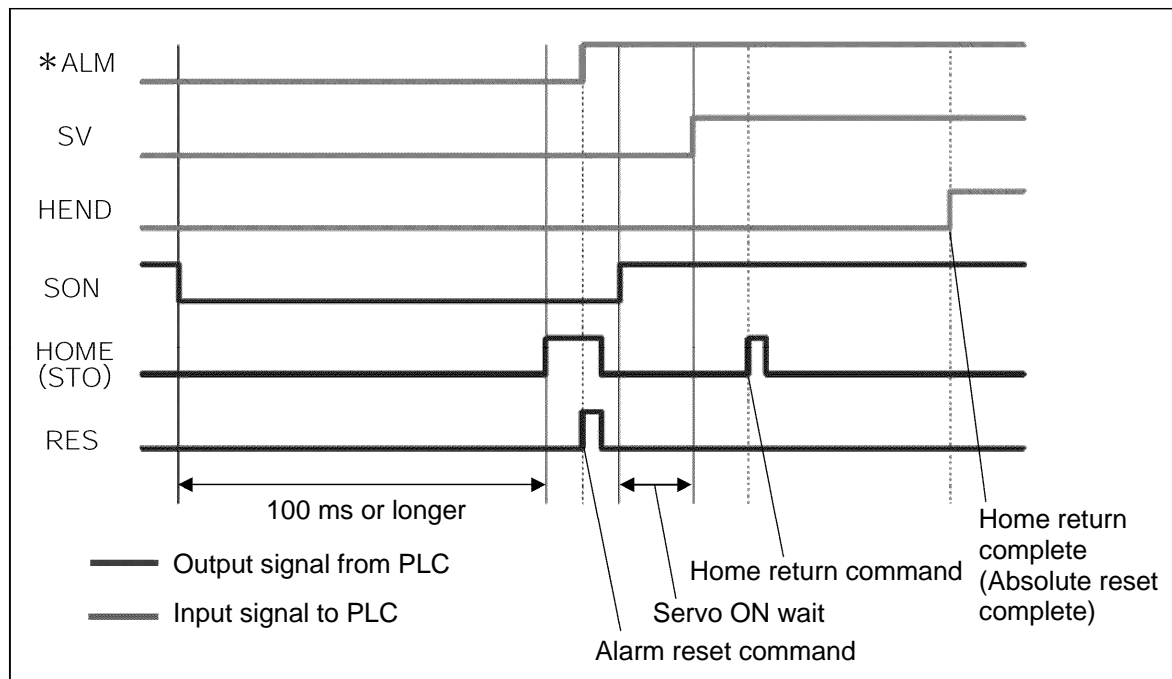 *ALM
SV
HEND
SON
HOME
(STO)
RES
100 ms or longer
Output signal from PLC
Input signal to PLC
Home return command
Servo ON wait
Alarm reset command
Home return
complete
(Absolute reset
complete)